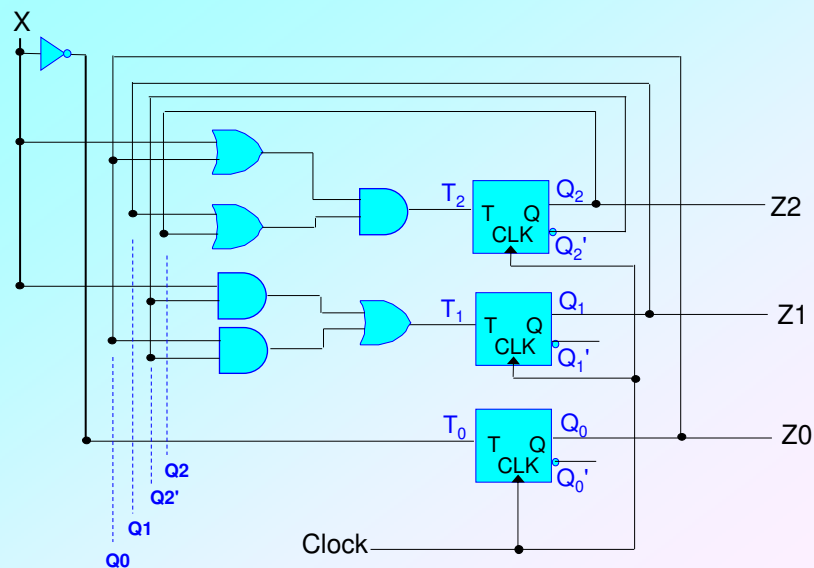 X
T₂
T Q
CLK
Q₂
Q₂'
Z2
T₁
T Q
CLK
Q₁
Q₁'
Z1
T₀
T Q
CLK
Q₀
Q₀'
Z0
Q2
Q2'
Q1
Q0
Clock